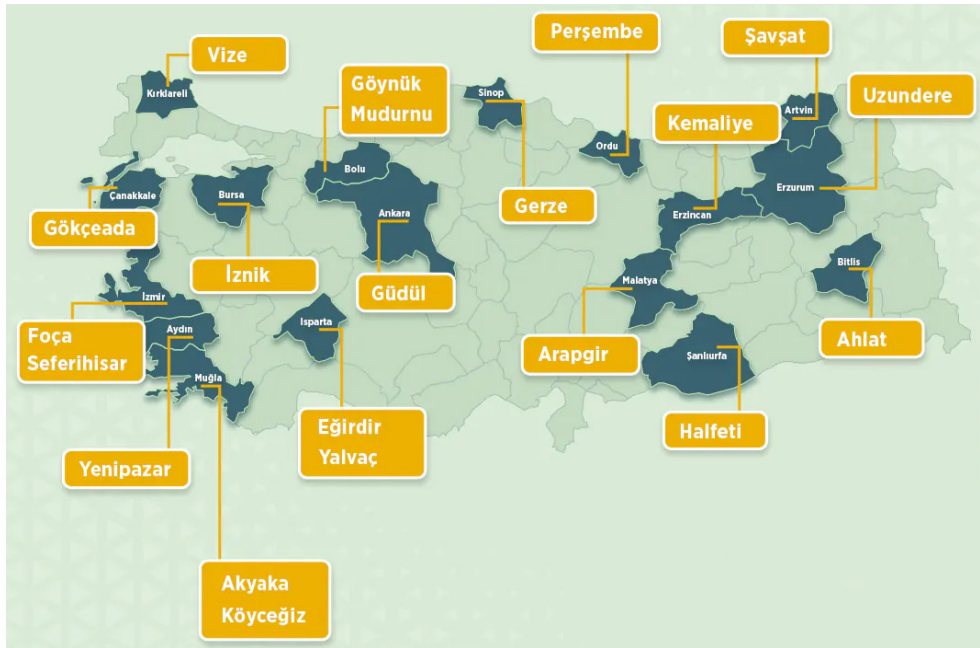 Vize
Kırklareli
Göynük
Mudurnu
Bolu
Perşembe
Ordu
Şavşat
Artvin
Uzundere
Erzurum
Kemaliye
Erzincan
Sinop
Gerze
Çanakkale
Gökçeada
Bursa
İznik
Ankara
Güdül
Malatya
Arapgir
Bitlis
Ahlat
İzmir
Foça
Seferihisar
Aydın
Yenipazar
Isparta
Eğirdir
Yalvaç
Şanlıurfa
Halfeti
Muğla
Akyaka
Köyceğiz